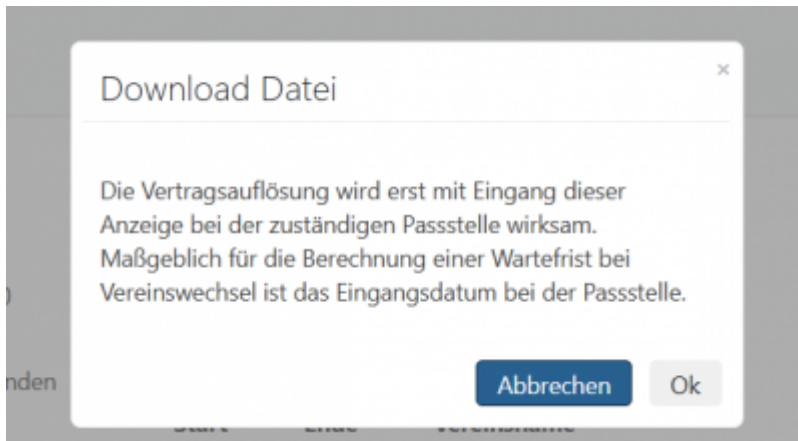 Download Datei
×
Die Vertragsauflösung wird erst mit Eingang dieser
Anzeige bei der zuständigen Passstelle wirksam.
Maßgeblich für die Berechnung einer Wartefrist bei
Vereinswechsel ist das Eingangsdatum bei der Passstelle.
nden
Abbrechen Ok